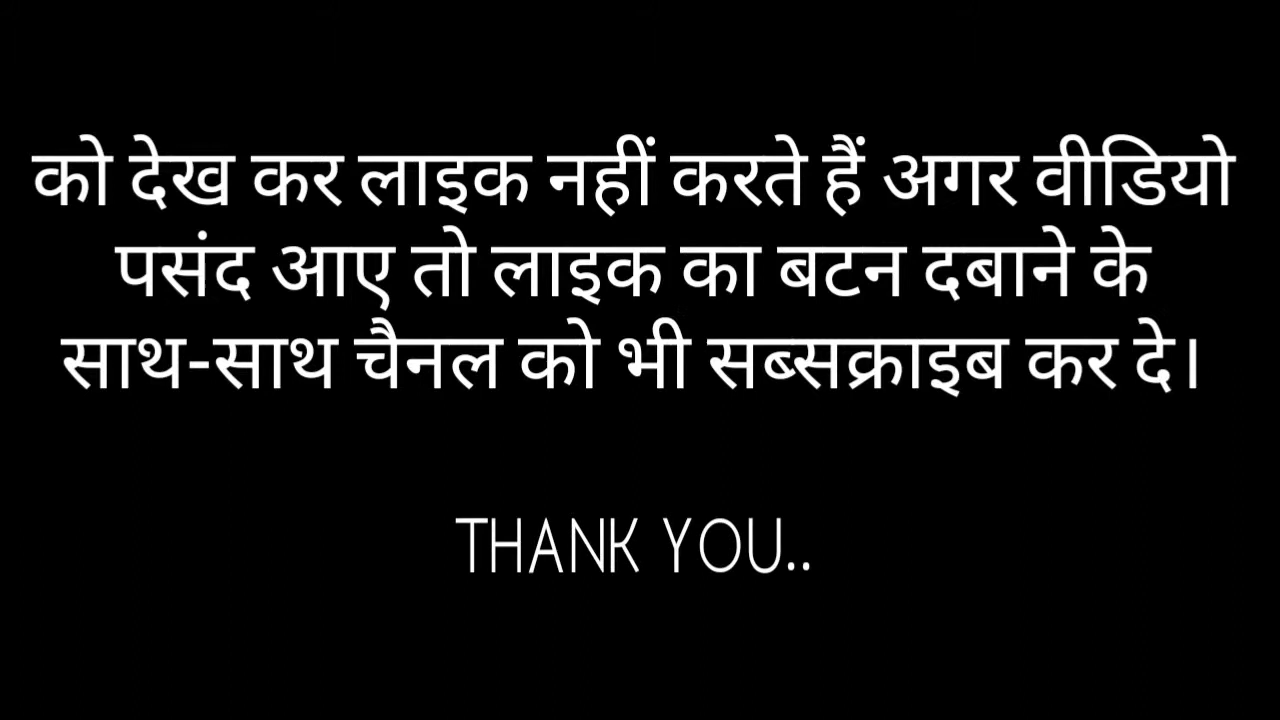 को देख कर लाइक नहीं करते हैं अगर वीडियो
पसंद आए तो लाइक का बटन दबाने के
साथ-साथ चैनल को भी सब्सक्राइब कर दे।
THANK YOU..